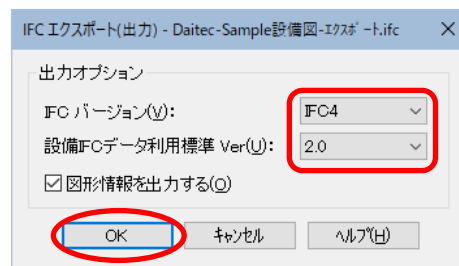 IFC エクスポート(出力) - Daitec-Sample設備図-ｴｸｽﾎﾟｰﾄ.ifc
出力オプション
IFC バージョン(V): IFC4
設備IFCデータ利用標準 Ver(U): 2.0
図形情報を出力する(O)
OK ｷｬﾝｾﾙ ﾍﾙﾌﾟ(H)